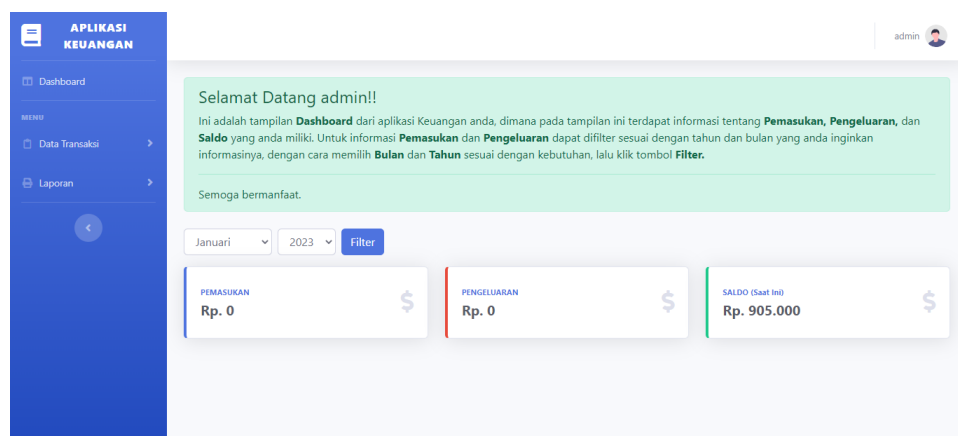 APLIKASI
KEUANGAN
admin
Dashboard
MENU
Data Transaksi
Laporan
Selamat Datang admin!!
Ini adalah tampilan Dashboard dari aplikasi Keuangan anda, dimana pada tampilan ini terdapat informasi tentang Pemasukan, Pengeluaran, dan
Saldo yang anda miliki. Untuk informasi Pemasukan dan Pengeluaran dapat difilter sesuai dengan tahun dan bulan yang anda inginkan
informasinya, dengan cara memilih Bulan dan Tahun sesuai dengan kebutuhan, lalu klik tombol Filter.
Semoga bermanfaat.
Januari 2023 Filter
PEMASUKAN
Rp. 0
PENGELUARAN
Rp. 0
SALDO (Saat Ini)
Rp. 905.000